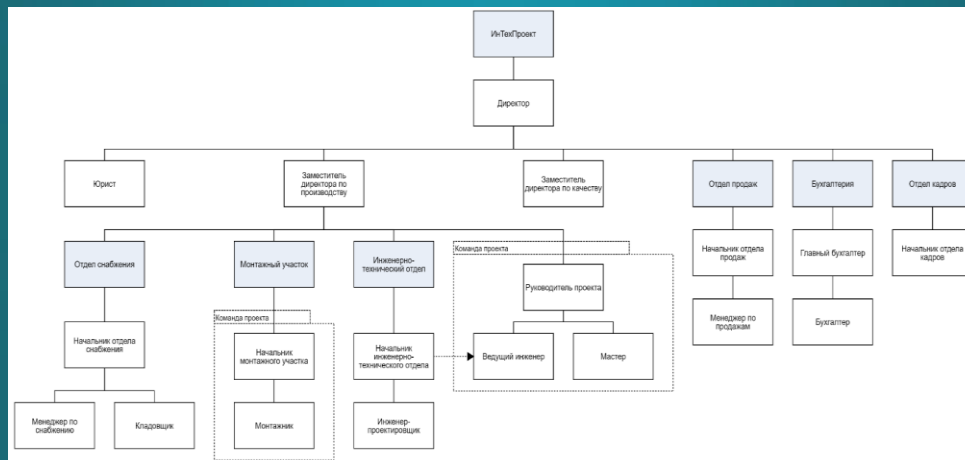 ИнТехПроект
Директор
Юрист
Заместитель
директора по
производству
Заместитель
директора по качеству
Отдел продаж
Бухгалтерия
Отдел кадров
Отдел снабжения
Монтажный участок
Инженерно-
технический отдел
Команда проекта
Руководитель проекта
Начальник отдела
продаж
Главный бухгалтер
Начальник отдела
кадров
Начальник отдела
снабжения
Команда проекта
Начальник
монтажного участка
Начальник
инженерно-
технического отдела
Ведущий инженер
Мастер
Менеджер по
продажам
Бухгалтер
Менеджер по
снабжению
Кладовщик
Монтажник
Инженер-
проектировщик